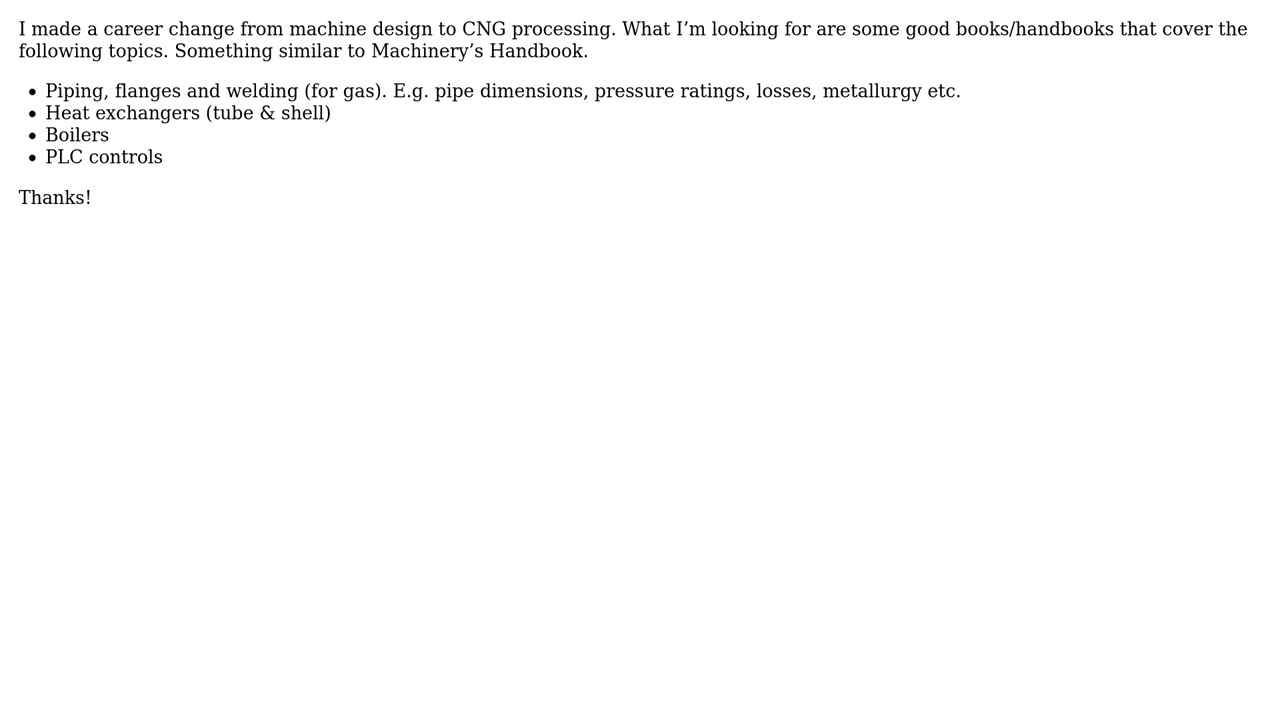 I made a career change from machine design to CNG processing. What I’m looking for are some good books/handbooks that cover the
following topics. Something similar to Machinery’s Handbook.
• Piping, flanges and welding (for gas). E.g. pipe dimensions, pressure ratings, losses, metallurgy etc.
• Heat exchangers (tube & shell)
• Boilers
• PLC controls
Thanks!